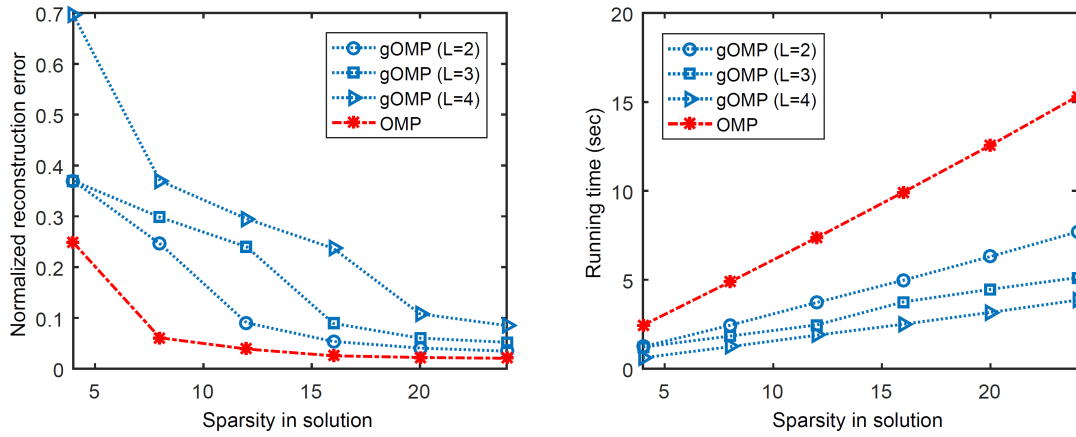 0.7
0.6
0.5
0.4
0.3
0.2
0.1
0
5
10
15
20
Normalized reconstruction error
Sparsity in solution
gOMP (L=2)
gOMP (L=3)
gOMP (L=4)
OMP
20
15
10
5
0
5
10
15
20
Running time (sec)
Sparsity in solution
gOMP (L=2)
gOMP (L=3)
gOMP (L=4)
OMP